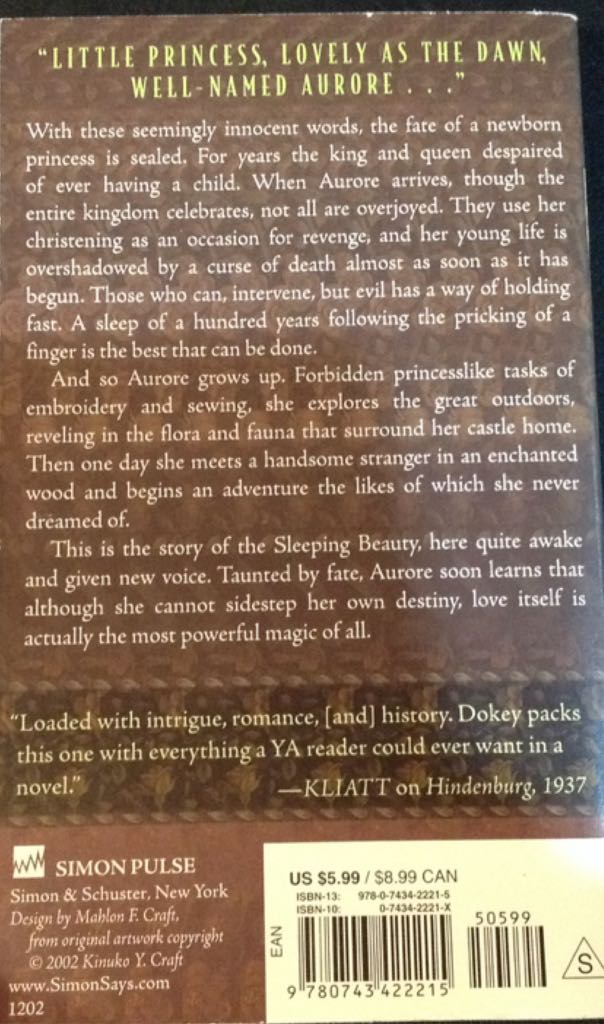 “LITTLE PRINCESS, LOVELY AS THE DAWN,
WELL-NAMED AURORE . . .”
With these seemingly innocent words, the fate of a newborn
princess is sealed. For years the king and queen despaired
of ever having a child. When Aurore arrives, though the
entire kingdom celebrates, not all are overjoyed. They use her
christening as an occasion for revenge, and her young life is
overshadowed by a curse of death almost as soon as it has
begun. Those who can, intervene, but evil has a way of holding
fast. A sleep of a hundred years following the pricking of a
finger is the best that can be done.
And so Aurore grows up. Forbidden princesslike tasks of
embroidery and sewing, she explores the great outdoors,
reveling in the flora and fauna that surround her castle home.
Then one day she meets a handsome stranger in an enchanted
wood and begins an adventure the likes of which she never
dreamed of.
This is the story of the Sleeping Beauty, here quite awake
and given new voice. Taunted by fate, Aurore soon learns that
although she cannot sidestep her own destiny, love itself is
actually the most powerful magic of all.
“Loaded with intrigue, romance, [and] history. Dokey packs
this one with everything a YA reader could ever want in a
novel.”
—KLIATT on Hindenburg, 1937
SIMON PULSE
Simon & Schuster, New York
Design by Mahlon F. Craft,
from original artwork copyright
© 2002 Kinuko Y. Craft
www.SimonSays.com
1202
US $5.99 / $8.99 CAN
ISBN-13: 978-0-7434-2221-5
ISBN-10: 0-7434-2221-X
50599
EAN
9 780743 422215
S